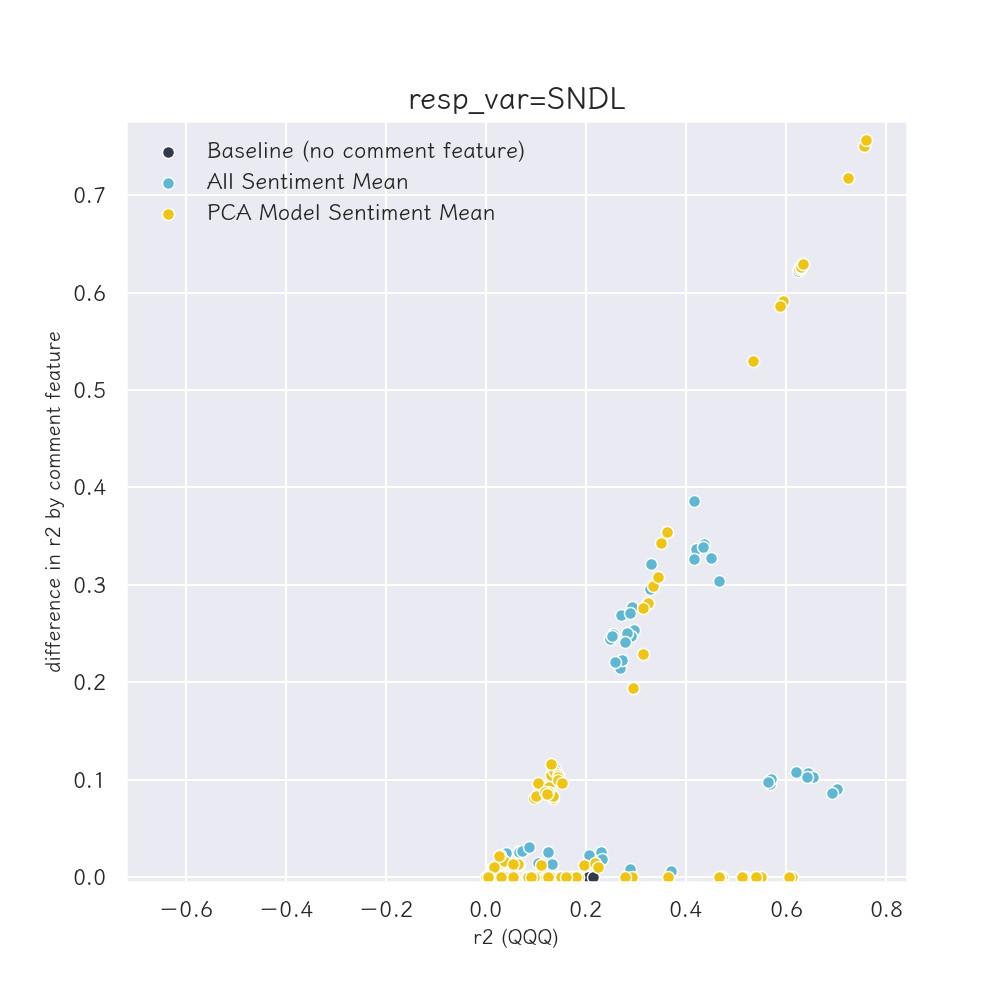 resp_var=SNDL
Baseline (no comment feature)
All Sentiment Mean
PCA Model Sentiment Mean
difference in r2 by comment feature
0.7
0.6
0.5
0.4
0.3
0.2
0.1
0.0
−0.6 −0.4 −0.2 0.0 0.2 0.4 0.6 0.8
r2 (QQQ)